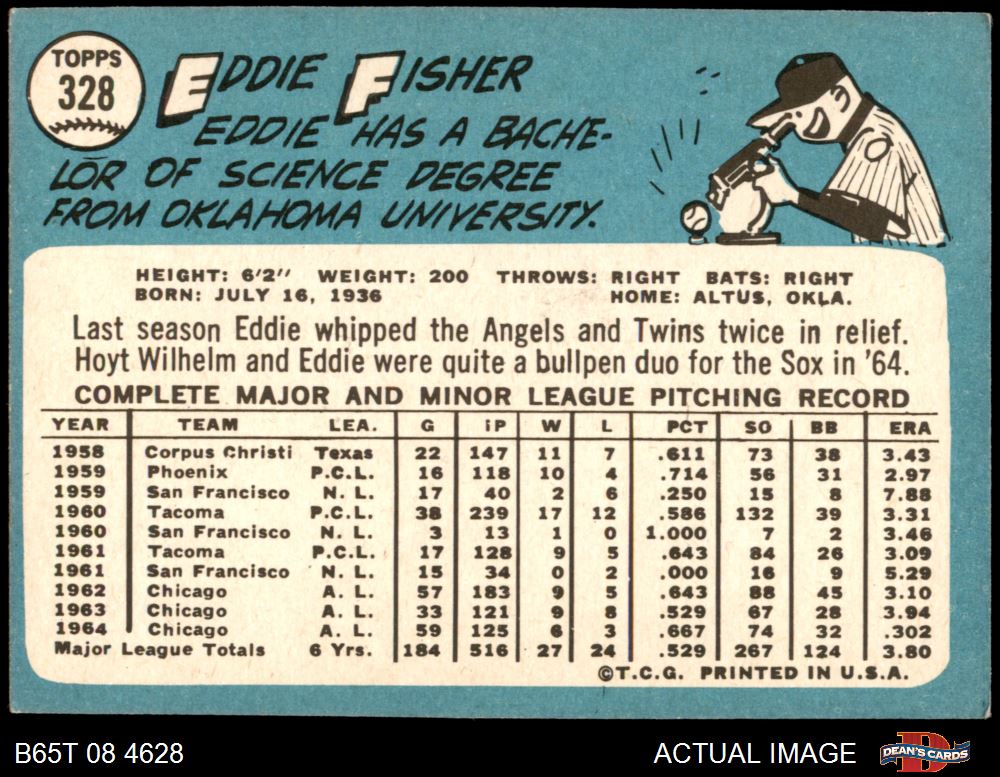 TOPPS
328
EDDIE FISHER
EDDIE HAS A BACHE-
LOR OF SCIENCE DEGREE
FROM OKLAHOMA UNIVERSITY.
HEIGHT: 6'2" WEIGHT: 200 THROWS: RIGHT BATS: RIGHT
BORN: JULY 16, 1936 HOME: ALTUS, OKLA.
Last season Eddie whipped the Angels and Twins twice in relief.
Hoyt Wilhelm and Eddie were quite a bullpen duo for the Sox in '64.
COMPLETE MAJOR AND MINOR LEAGUE PITCHING RECORD
YEAR TEAM LEA. G IP W L PCT SO BB ERA
1958 Corpus Christi Texas 22 147 11 7 .611 73 38 3.43
1959 Phoenix P.C.L. 16 118 10 4 .714 56 31 2.97
1959 San Francisco N. L. 17 40 2 6 .250 15 8 7.88
1960 Tacoma P.C.L. 38 239 17 12 .586 132 39 3.31
1960 San Francisco N. L. 3 13 1 0 1.000 7 2 3.46
1961 Tacoma P.C.L. 17 128 9 5 .643 84 26 3.09
1961 San Francisco N. L. 15 34 0 2 .000 16 9 5.29
1962 Chicago A. L. 57 183 9 5 .643 88 45 3.10
1963 Chicago A. L. 33 121 9 8 .529 67 28 3.94
1964 Chicago A. L. 59 125 6 3 .667 74 32 .302
Major League Totals 6 Yrs. 184 516 27 24 .529 267 124 3.80
©T.C.G. PRINTED IN U.S.A.
B65T 08 4628 ACTUAL IMAGE DEAN'S CARDS